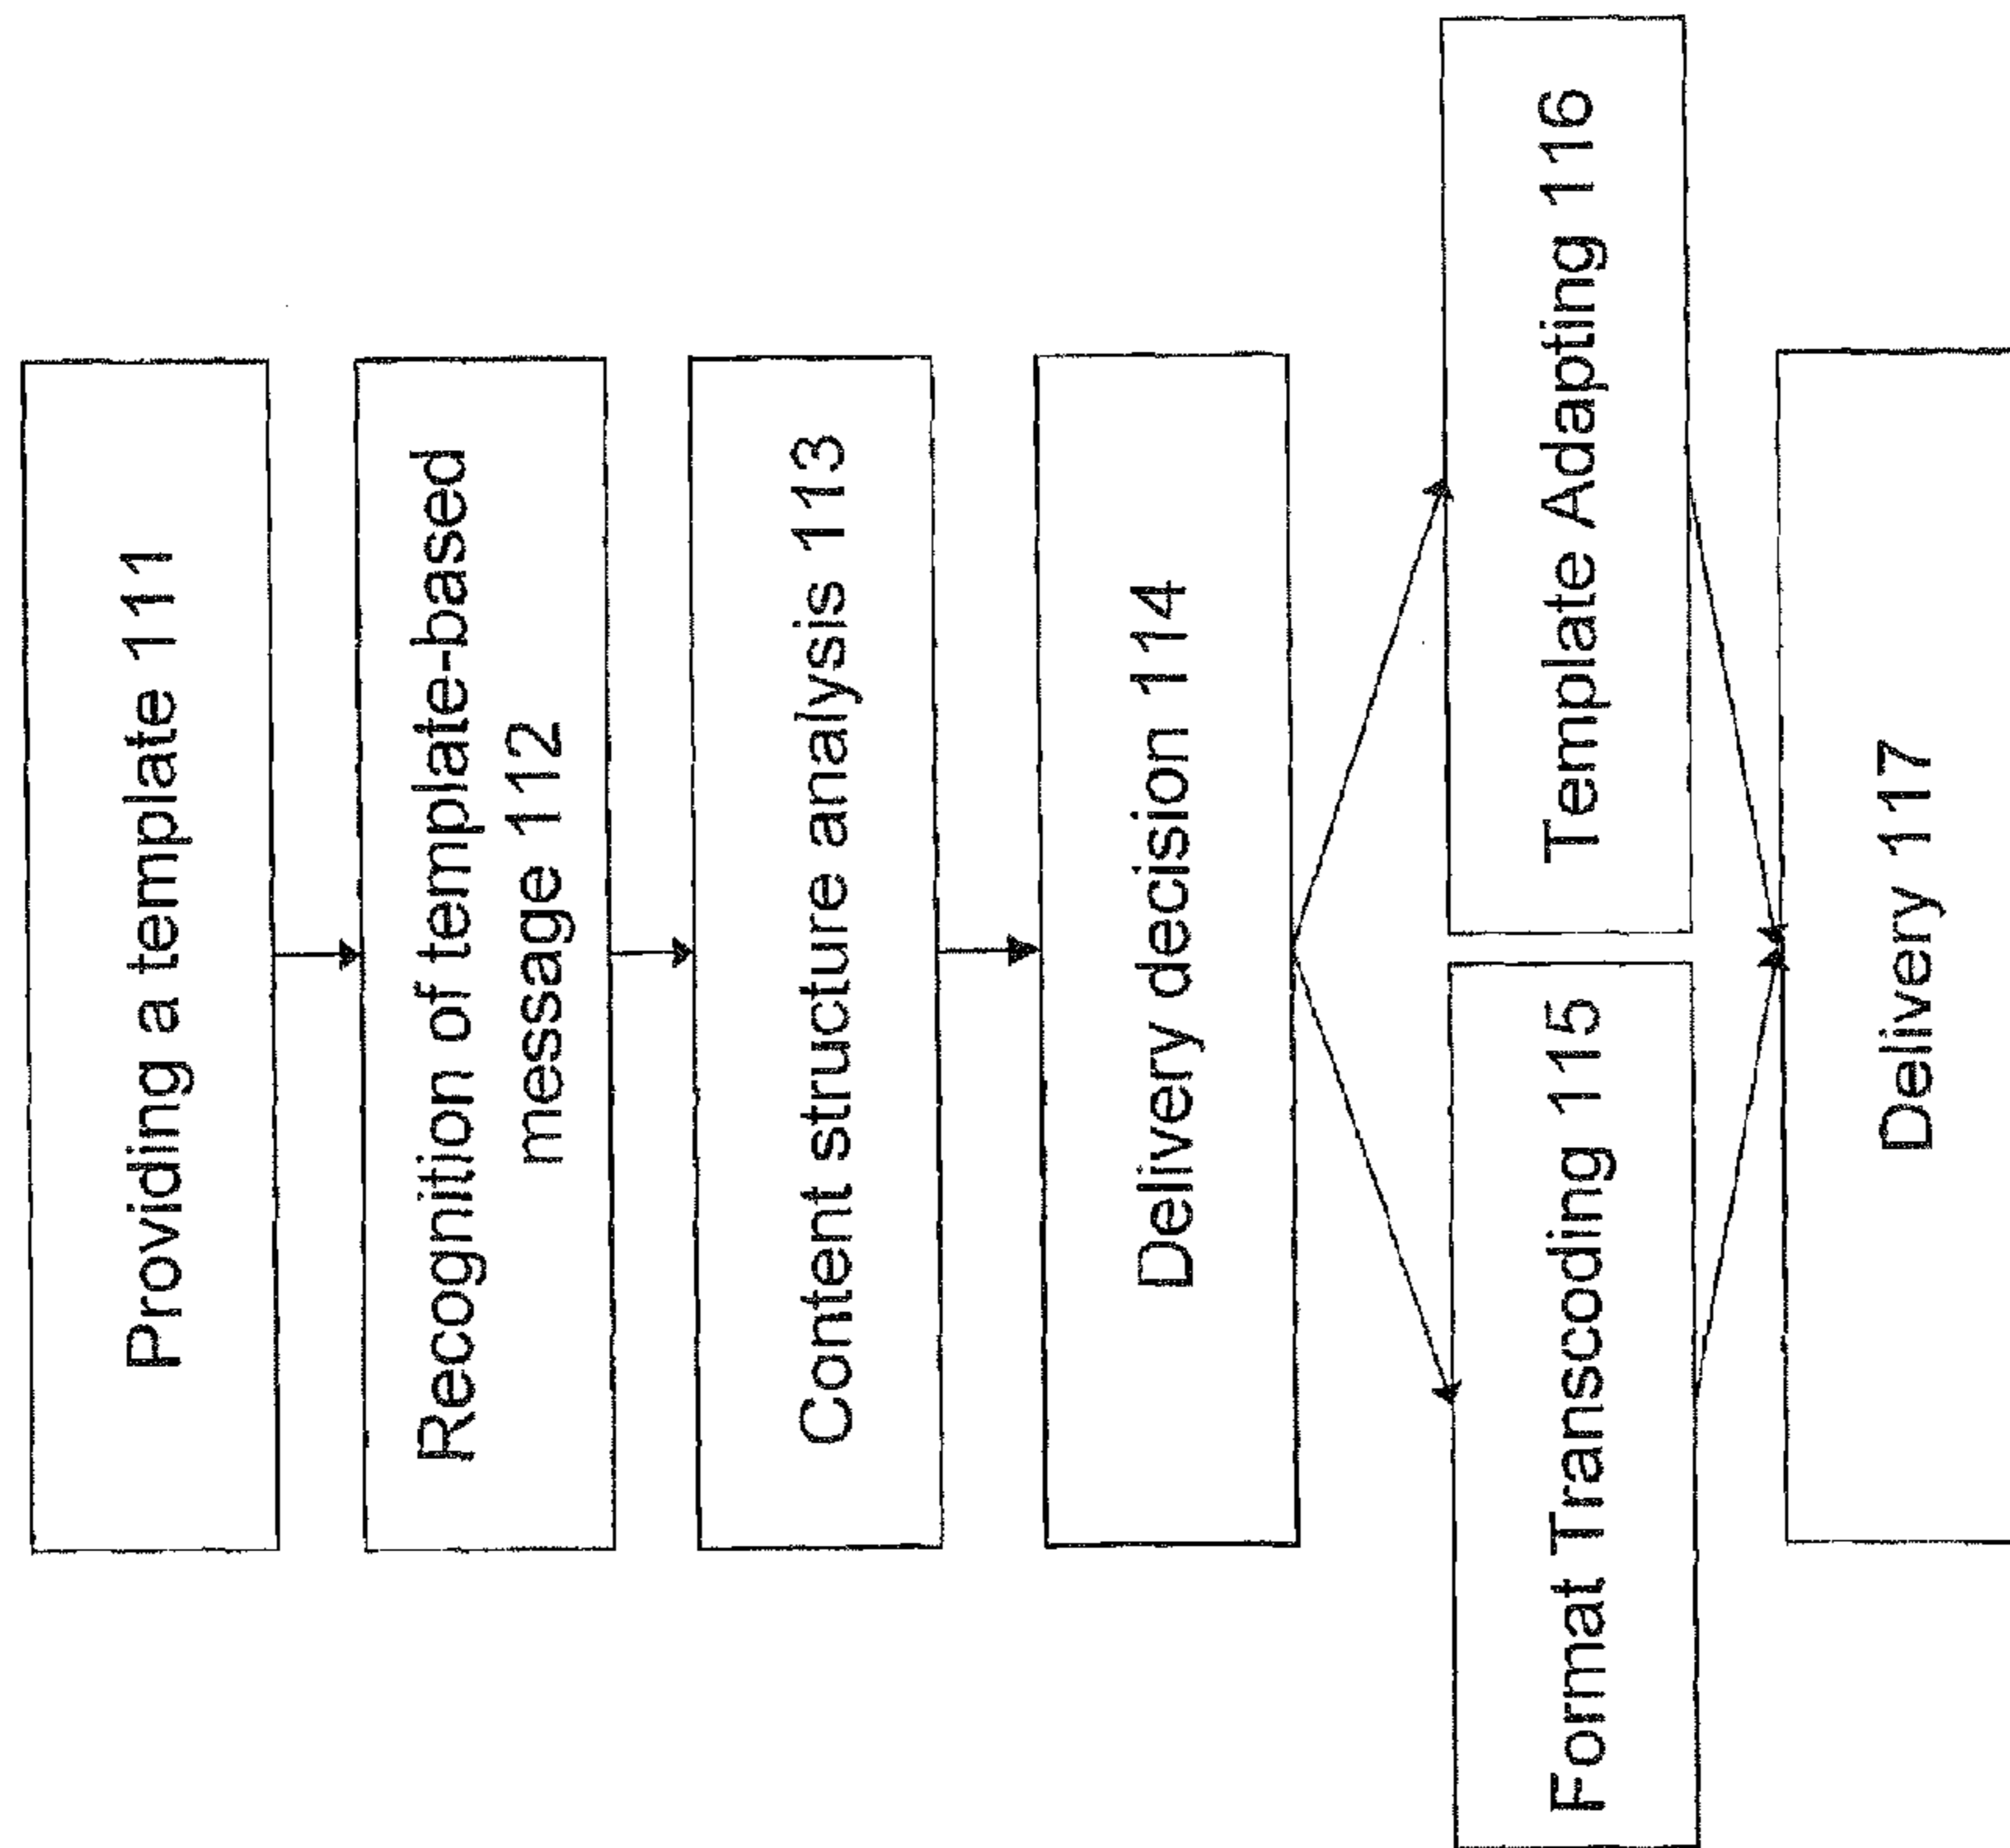 Providing a template 111
Recognition of template-based
message 112
Content structure analysis 113
Delivery decision 114
Format Transcoding 115
Template Adapting 116
Delivery 117